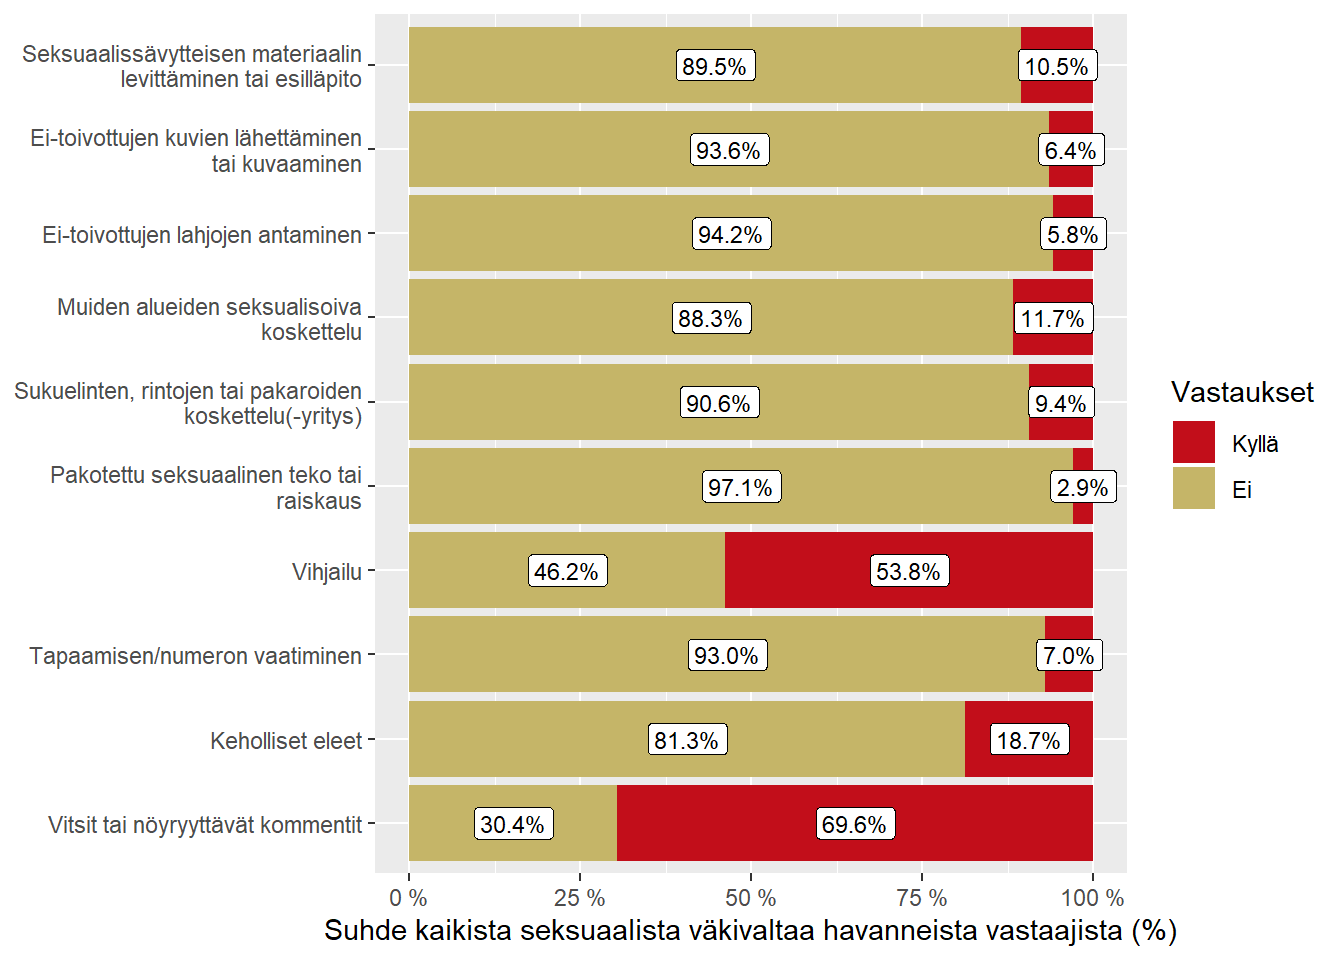 Seksuaalissävytteisen materiaalin
levittäminen tai esilläpito
89.5%
10.5%
Ei-toivottujen kuvien lähettäminen
tai kuvaaminen
93.6%
6.4%
Ei-toivottujen lahjojen antaminen
94.2%
5.8%
Muiden alueiden seksualisoiva
koskettelu
88.3%
11.7%
Sukuelinten, rintojen tai pakaroiden
koskettelu(-yritys)
90.6%
9.4%
Pakotettu seksuaalinen teko tai
raiskaus
97.1%
2.9%
Vihjailu
46.2%
53.8%
Tapaamisen/numeron vaatiminen
93.0%
7.0%
Keholliset eleet
81.3%
18.7%
Vitsit tai nöyryyttävät kommentit
30.4%
69.6%
0 %
25 %
50 %
75 %
100 %
Suhde kaikista seksuaalista väkivaltaa havanneista vastaajista (%)
Vastaukset
Kyllä
Ei